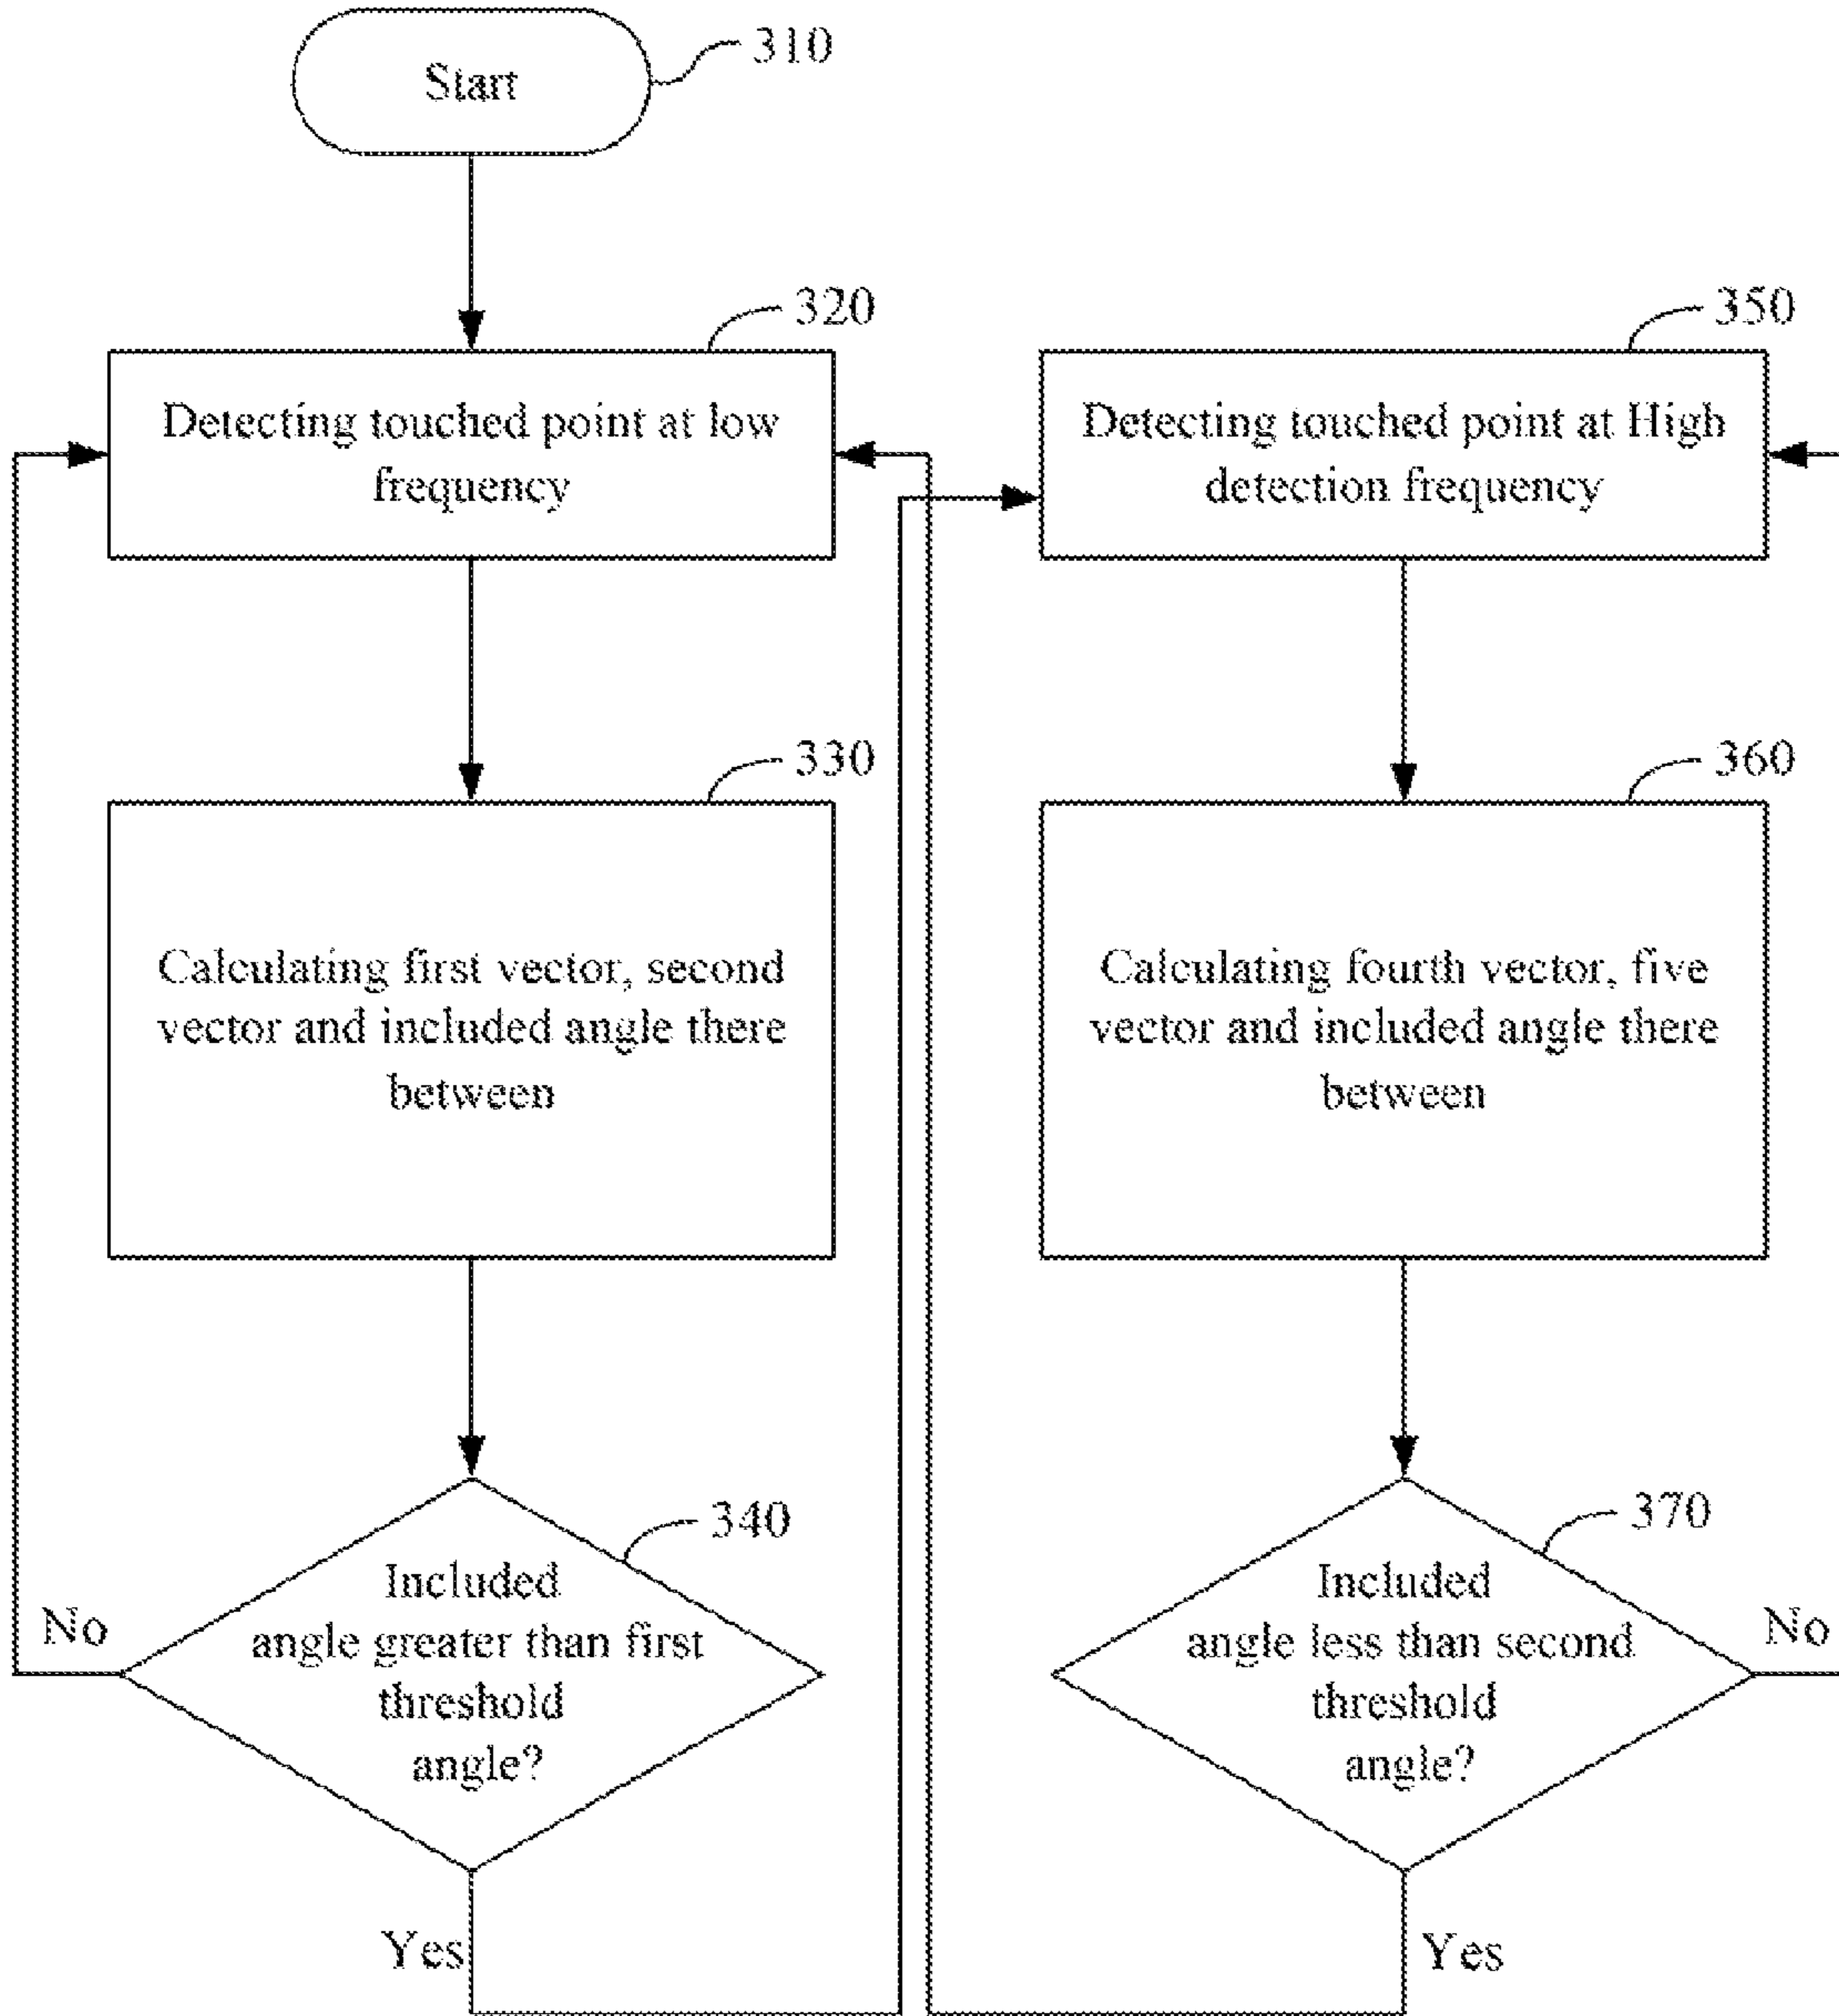 Start
310
320
Detecting touched point at low
frequency
330
Calculating first vector, second
vector and included angle there
between
340
Included
angle greater than first
threshold
angle?
No
Yes
350
Detecting touched point at High
detection frequency
360
Calculating fourth vector, five
vector and included angle there
between
370
Included
angle less than second
threshold
angle?
No
Yes